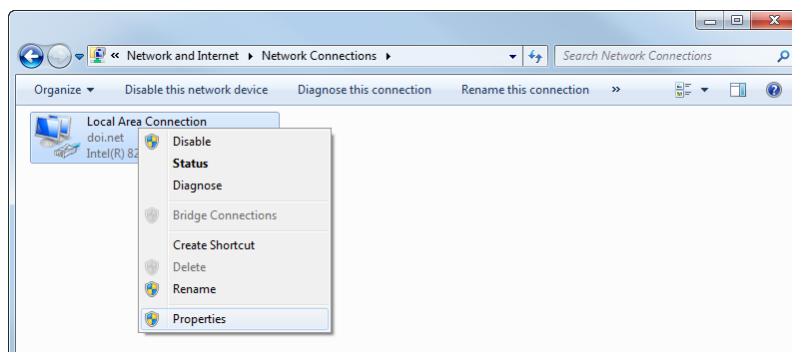 « Network and Internet Network Connections
Search Network Connections
Organize Disable this network device Diagnose this connection Rename this connection »
Local Area Connection
doi.net
Intel(R) 82
Disable
Status
Diagnose
Bridge Connections
Create Shortcut
Delete
Rename
Properties